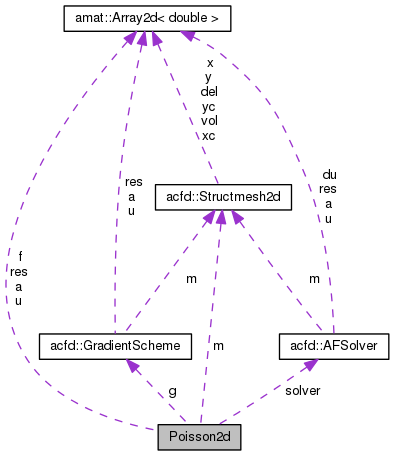 amat::Array2d< double >
x
y
del
yc
vol
xc
res
a
u
du
res
a
u
acfd::Structmesh2d
f
res
a
u
m
m
m
acfd::GradientScheme
acfd::AFSolver
g
solver
Poisson2d